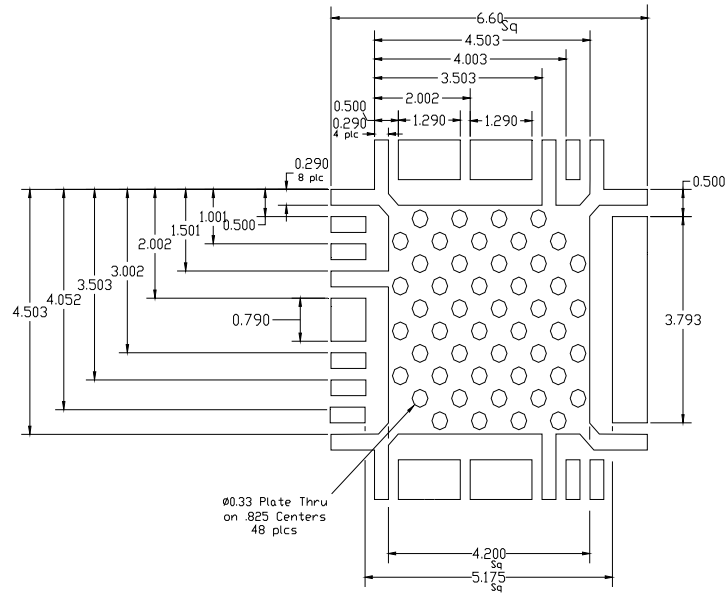 6.60
Sq
4.503
4.003
3.503
2.002
0.500
0.290
4 plc
1.290
1.290
0.290
8 plc
0.500
1.001
0.500
1.501
2.002
3.002
3.503
4.052
4.503
0.790
3.793
Ø0.33 Plate Thru
on .825 Centers
48 plcs
4.200
Sq
5.175
Sq